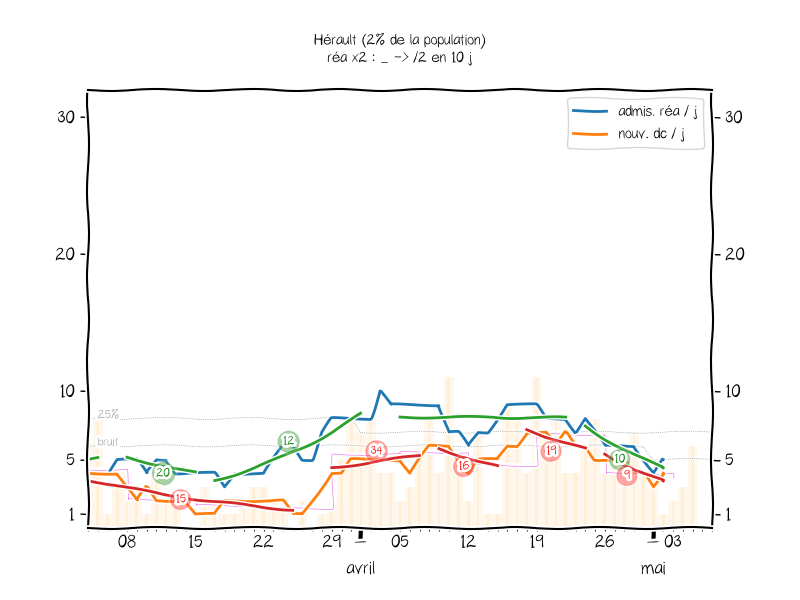 Hérault (2% de la population)
réa x2 : _ -> /2 en 10 j
admis. réa / j
nouv. dc / j
30
30
20
20
10
10
25%
bruit
5
5
1
1
20
15
12
34
16
19
10
9
08 15 22 29 05 12 19 26 03
avril mai